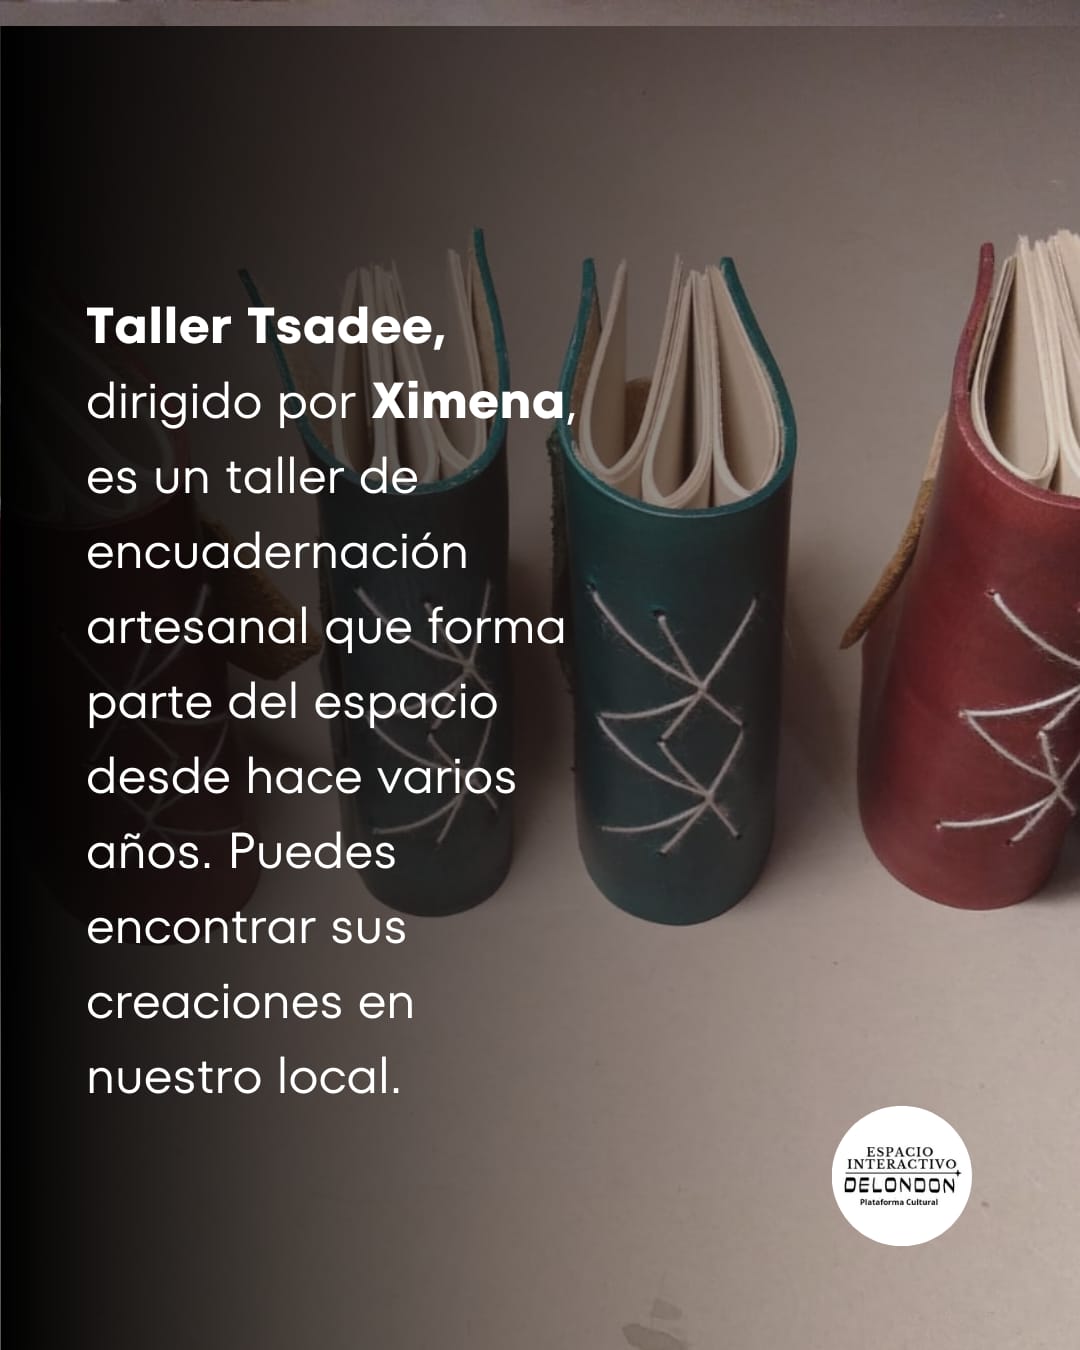 Taller Tsadee,
dirigido por Ximena,
es un taller de
encuadernación
artesanal que forma
parte del espacio
desde hace varios
años. Puedes
encontrar sus
creaciones en
nuestro local.
ESPACIO
INTERACTIVO
DELONDON
Plataforma Cultural